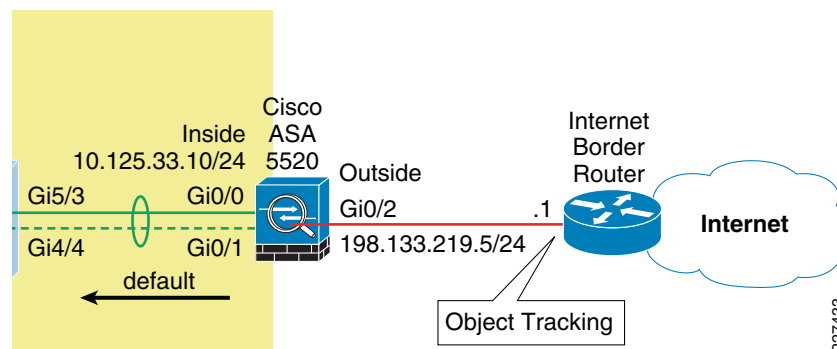 Inside
10.125.33.10/24
Cisco
ASA
5520
Gi5/3
Gi0/0
Gi4/4
Gi0/1
default
Outside
Gi0/2
198.133.219.5/24
.1
Internet
Border
Router
Internet
Object Tracking